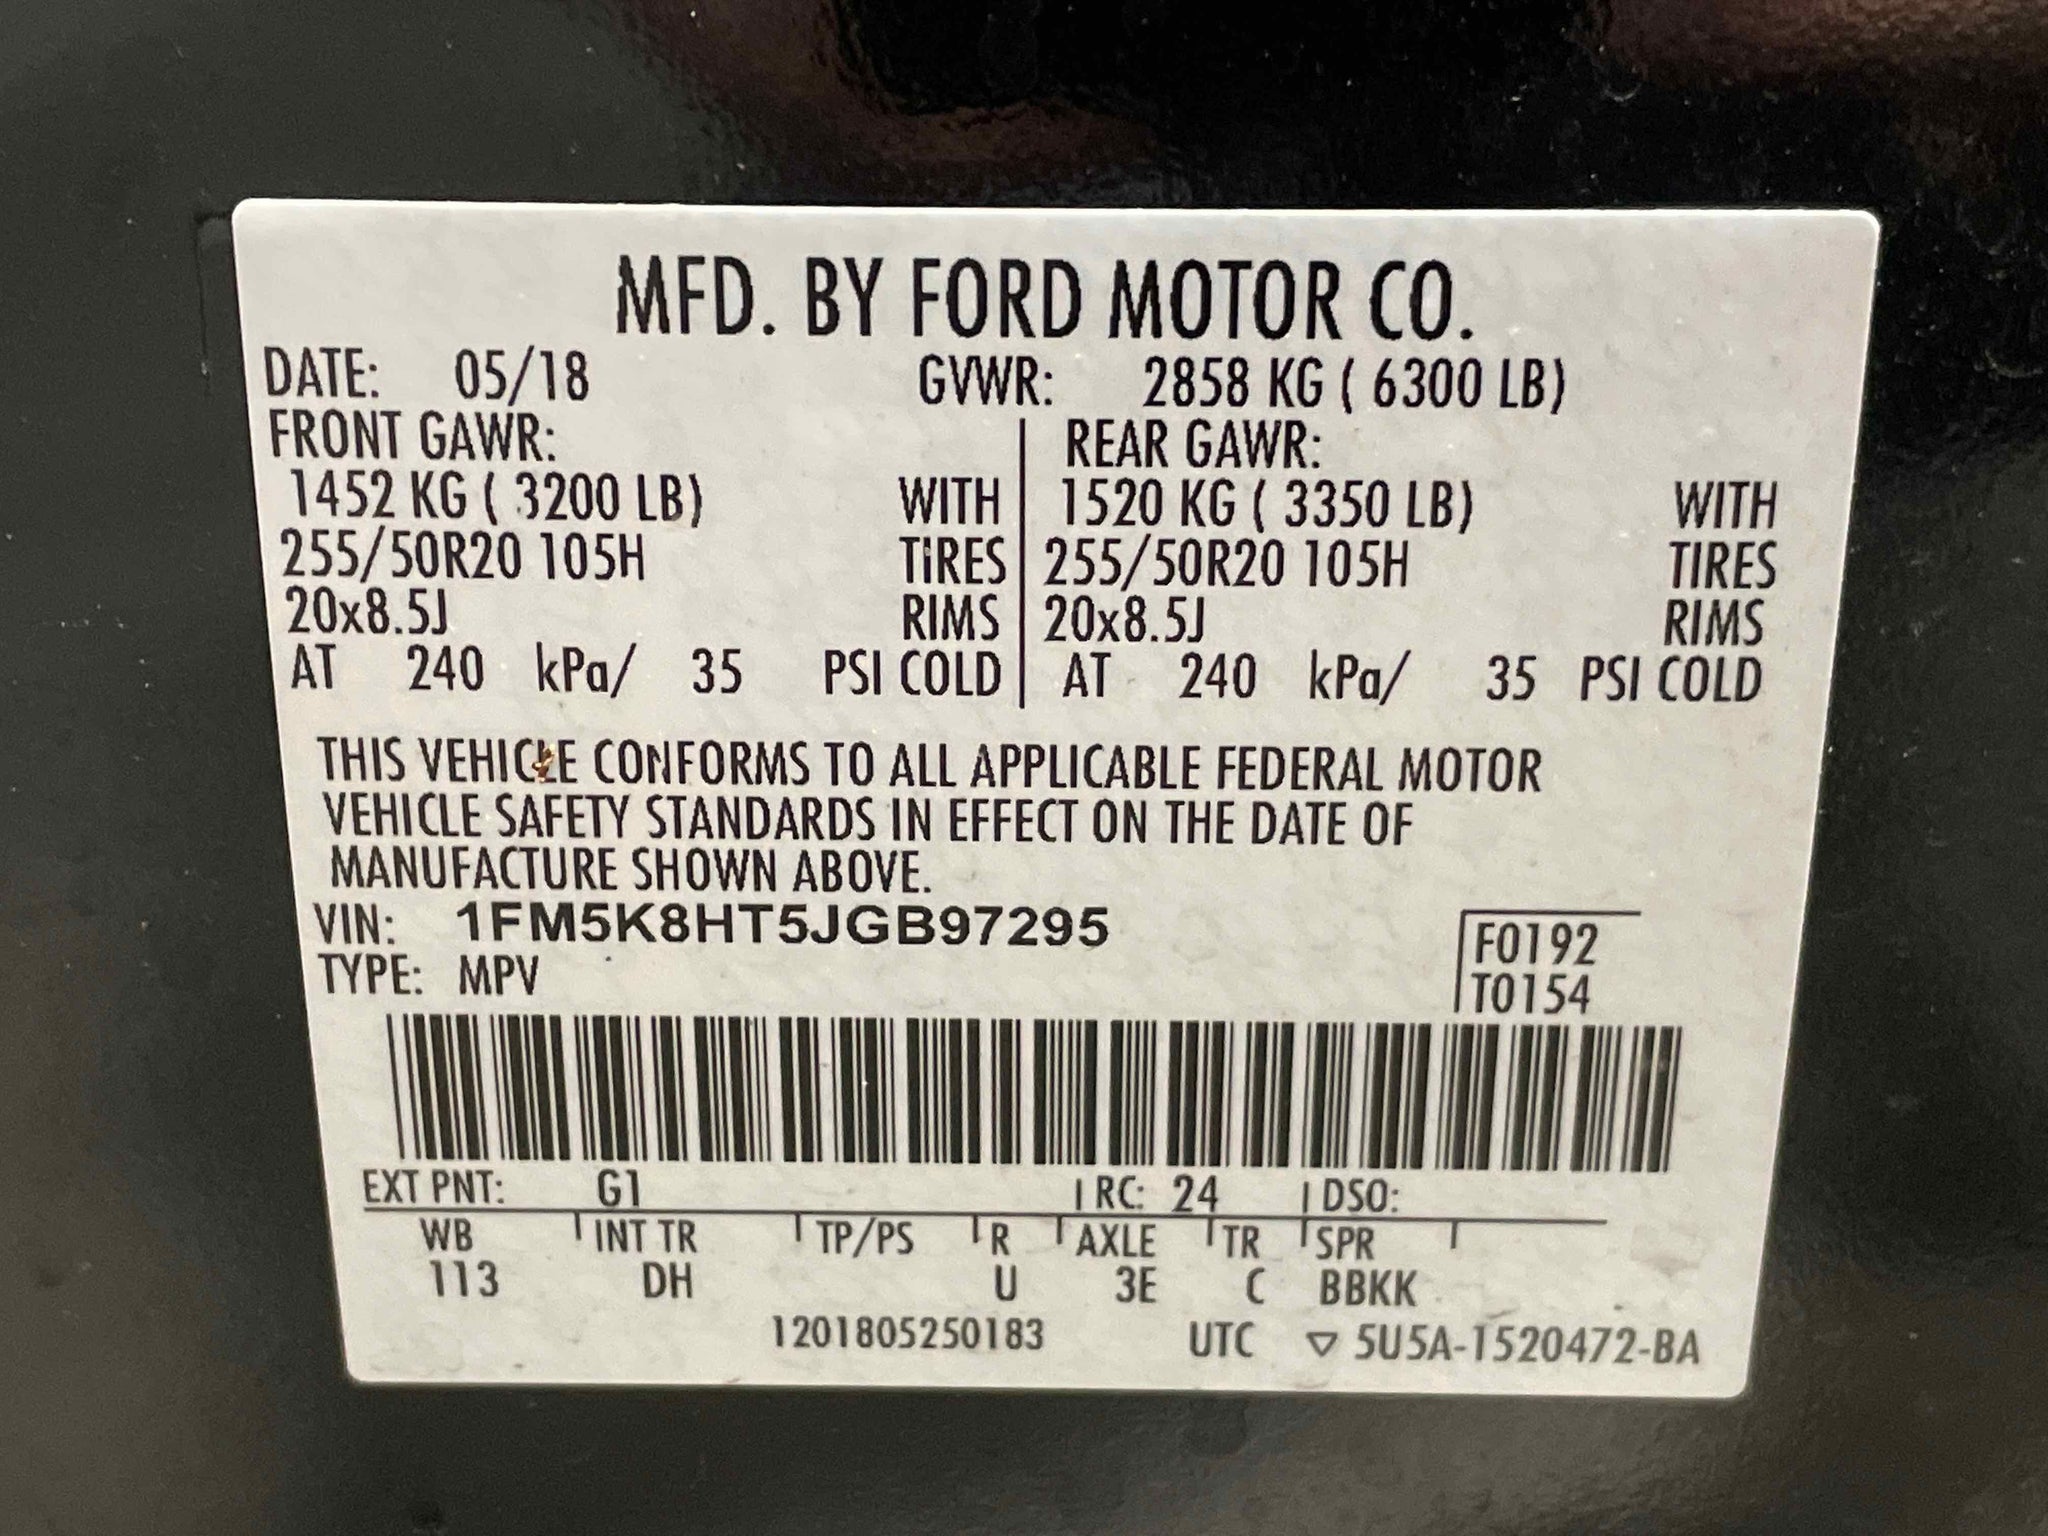 MFD. BY FORD MOTOR CO.
DATE: 05/18 GVWR: 2858 KG ( 6300 LB)
FRONT GAWR: REAR GAWR:
1452 KG ( 3200 LB) WITH 1520 KG ( 3350 LB) WITH
255/50R20 105H TIRES 255/50R20 105H TIRES
20x8.5J RIMS 20x8.5J RIMS
AT 240 kPa/ 35 PSI COLD AT 240 kPa/ 35 PSI COLD
THIS VEHICLE CONFORMS TO ALL APPLICABLE FEDERAL MOTOR
VEHICLE SAFETY STANDARDS IN EFFECT ON THE DATE OF
MANUFACTURE SHOWN ABOVE.
VIN: 1FM5K8HT5JGB97295 F0192
TYPE: MPV T0154
EXT PNT: G1 RC: 24 DSO:
WB INT TR TP/PS R AXLE TR SPR
113 DH U 3E C BBKK
1201805250183 UTC ▽ 5U5A-1520472-BA